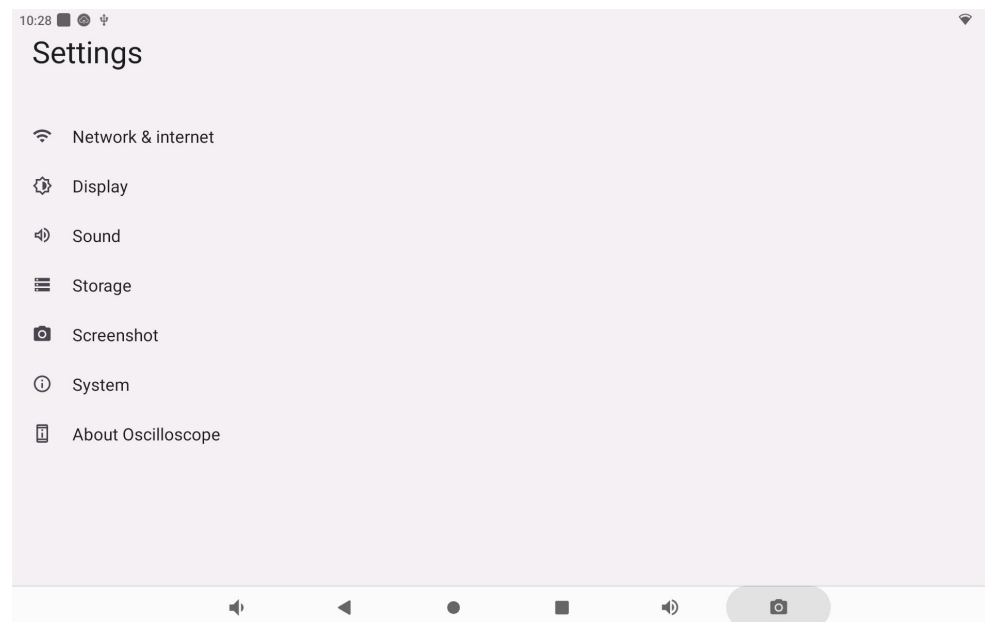 10:28
Settings
Network & internet
Display
Sound
Storage
Screenshot
System
About Oscilloscope